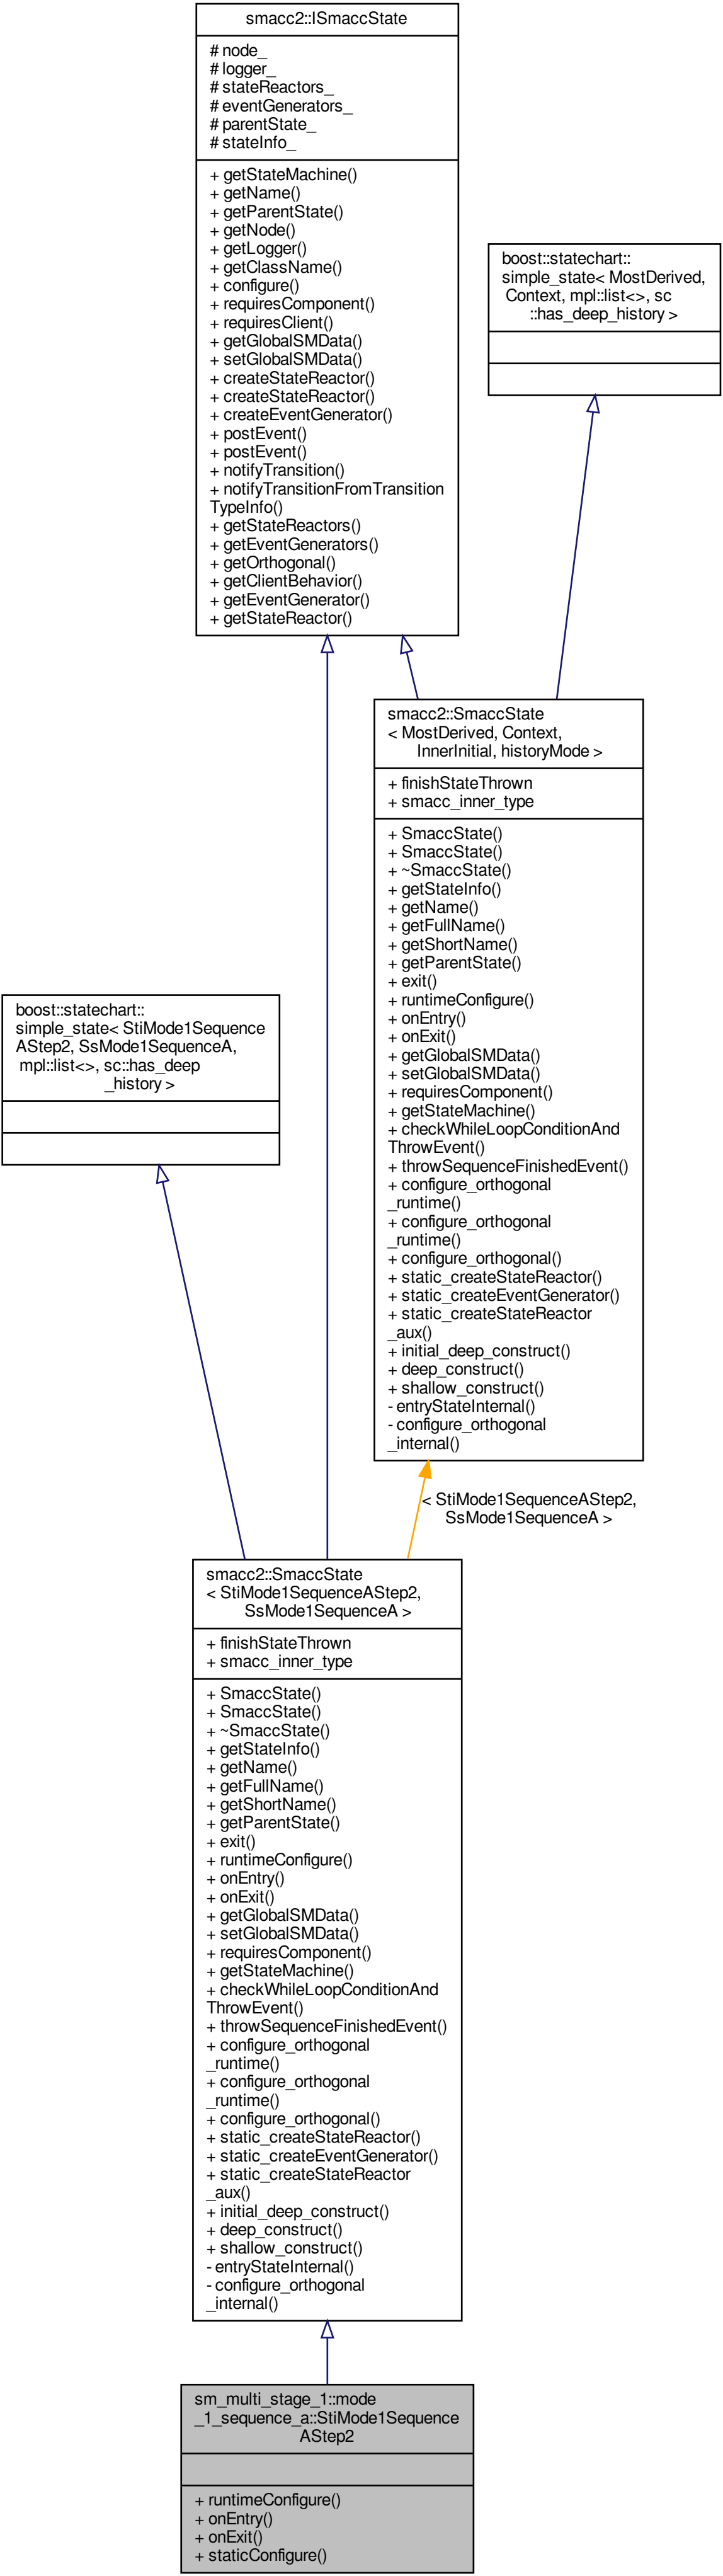 smacc2::ISmaccState
# node_
# logger_
# stateReactors_
# eventGenerators_
# parentState_
# stateInfo_
+ getStateMachine()
+ getName()
+ getParentState()
+ getNode()
+ getLogger()
+ getClassName()
+ configure()
+ requiresComponent()
+ requiresClient()
+ getGlobalSMData()
+ setGlobalSMData()
+ createStateReactor()
+ createStateReactor()
+ createEventGenerator()
+ postEvent()
+ postEvent()
+ notifyTransition()
+ notifyTransitionFromTransition
TypeInfo()
+ getStateReactors()
+ getEventGenerators()
+ getOrthogonal()
+ getClientBehavior()
+ getEventGenerator()
+ getStateReactor()
boost::statechart::
simple_state< MostDerived,
Context, mpl::list<>, sc
::has_deep_history >
smacc2::SmaccState
< MostDerived, Context,
InnerInitial, historyMode >
+ finishStateThrown
+ smacc_inner_type
+ SmaccState()
+ SmaccState()
+ ~SmaccState()
+ getStateInfo()
+ getName()
+ getFullName()
+ getShortName()
+ getParentState()
+ exit()
+ runtimeConfigure()
+ onEntry()
+ onExit()
+ getGlobalSMData()
+ setGlobalSMData()
+ requiresComponent()
+ getStateMachine()
+ checkWhileLoopConditionAnd
ThrowEvent()
+ throwSequenceFinishedEvent()
+ configure_orthogonal
_runtime()
+ configure_orthogonal
_runtime()
+ configure_orthogonal()
+ static_createStateReactor()
+ static_createEventGenerator()
+ static_createStateReactor
_aux()
+ initial_deep_construct()
+ deep_construct()
+ shallow_construct()
- entryStateInternal()
- configure_orthogonal
_internal()
boost::statechart::
simple_state< StiMode1Sequence
AStep2, SsMode1SequenceA,
mpl::list<>, sc::has_deep
_history >
< StiMode1SequenceAStep2,
SsMode1SequenceA >
smacc2::SmaccState
< StiMode1SequenceAStep2,
SsMode1SequenceA >
+ finishStateThrown
+ smacc_inner_type
+ SmaccState()
+ SmaccState()
+ ~SmaccState()
+ getStateInfo()
+ getName()
+ getFullName()
+ getShortName()
+ getParentState()
+ exit()
+ runtimeConfigure()
+ onEntry()
+ onExit()
+ getGlobalSMData()
+ setGlobalSMData()
+ requiresComponent()
+ getStateMachine()
+ checkWhileLoopConditionAnd
ThrowEvent()
+ throwSequenceFinishedEvent()
+ configure_orthogonal
_runtime()
+ configure_orthogonal
_runtime()
+ configure_orthogonal()
+ static_createStateReactor()
+ static_createEventGenerator()
+ static_createStateReactor
_aux()
+ initial_deep_construct()
+ deep_construct()
+ shallow_construct()
- entryStateInternal()
- configure_orthogonal
_internal()
sm_multi_stage_1::mode
_1_sequence_a::StiMode1Sequence
AStep2
+ runtimeConfigure()
+ onEntry()
+ onExit()
+ staticConfigure()